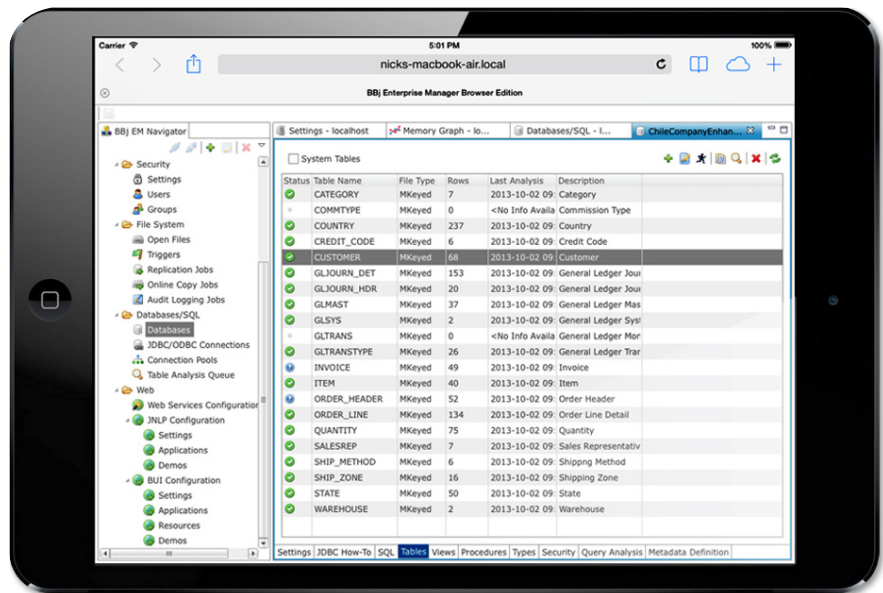 Carrier 5:01 PM 100%
nicks-macbook-air.local
BBj Enterprise Manager Browser Edition
BBj EM Navigator
Security
Settings
Users
Groups
File System
Open Files
Triggers
Replication Jobs
Online Copy Jobs
Audit Logging Jobs
Databases/SQL
Databases
JDBC/ODBC Connections
Connection Pools
Table Analysis Queue
Web
Web Services Configuration
JNLP Configuration
Settings
Applications
Demos
BUI Configuration
Settings
Applications
Resources
Demos
Settings - localhost Memory Graph - lo... Databases/SQL - l... ChileCompanyEnhan...
System Tables
Status Table Name File Type Rows Last Analysis Description
CATEGORY MKeyed 7 2013-10-02 09: Category
COMMTYPE MKeyed 0 <No Info Availa Commission Type
COUNTRY MKeyed 237 2013-10-02 09: Country
CREDIT_CODE MKeyed 6 2013-10-02 09: Credit Code
CUSTOMER MKeyed 68 2013-10-02 09: Customer
GLJOURN_DET MKeyed 153 2013-10-02 09: General Ledger Jour
GLJOURN_HDR MKeyed 20 2013-10-02 09: General Ledger Jour
GLMAST MKeyed 37 2013-10-02 09: General Ledger Mas
GLSYS MKeyed 2 2013-10-02 09: General Ledger Syst
GLTRANS MKeyed 0 <No Info Availa General Ledger Mon
GLTRANSTYPE MKeyed 26 2013-10-02 09: General Ledger Tran
INVOICE MKeyed 49 2013-10-02 09: Invoice
ITEM MKeyed 40 2013-10-02 09: Item
ORDER_HEADER MKeyed 52 2013-10-02 09: Order Header
ORDER_LINE MKeyed 134 2013-10-02 09: Order Line Detail
QUANTITY MKeyed 75 2013-10-02 09: Quantity
SALESREP MKeyed 7 2013-10-02 09: Sales Representativ
SHIP_METHOD MKeyed 6 2013-10-02 09: Shippng Method
SHIP_ZONE MKeyed 16 2013-10-02 09: Shipping Zone
STATE MKeyed 50 2013-10-02 09: State
WAREHOUSE MKeyed 2 2013-10-02 09: Warehouse
Settings JDBC How-To SQL Tables Views Procedures Types Security Query Analysis Metadata Definition